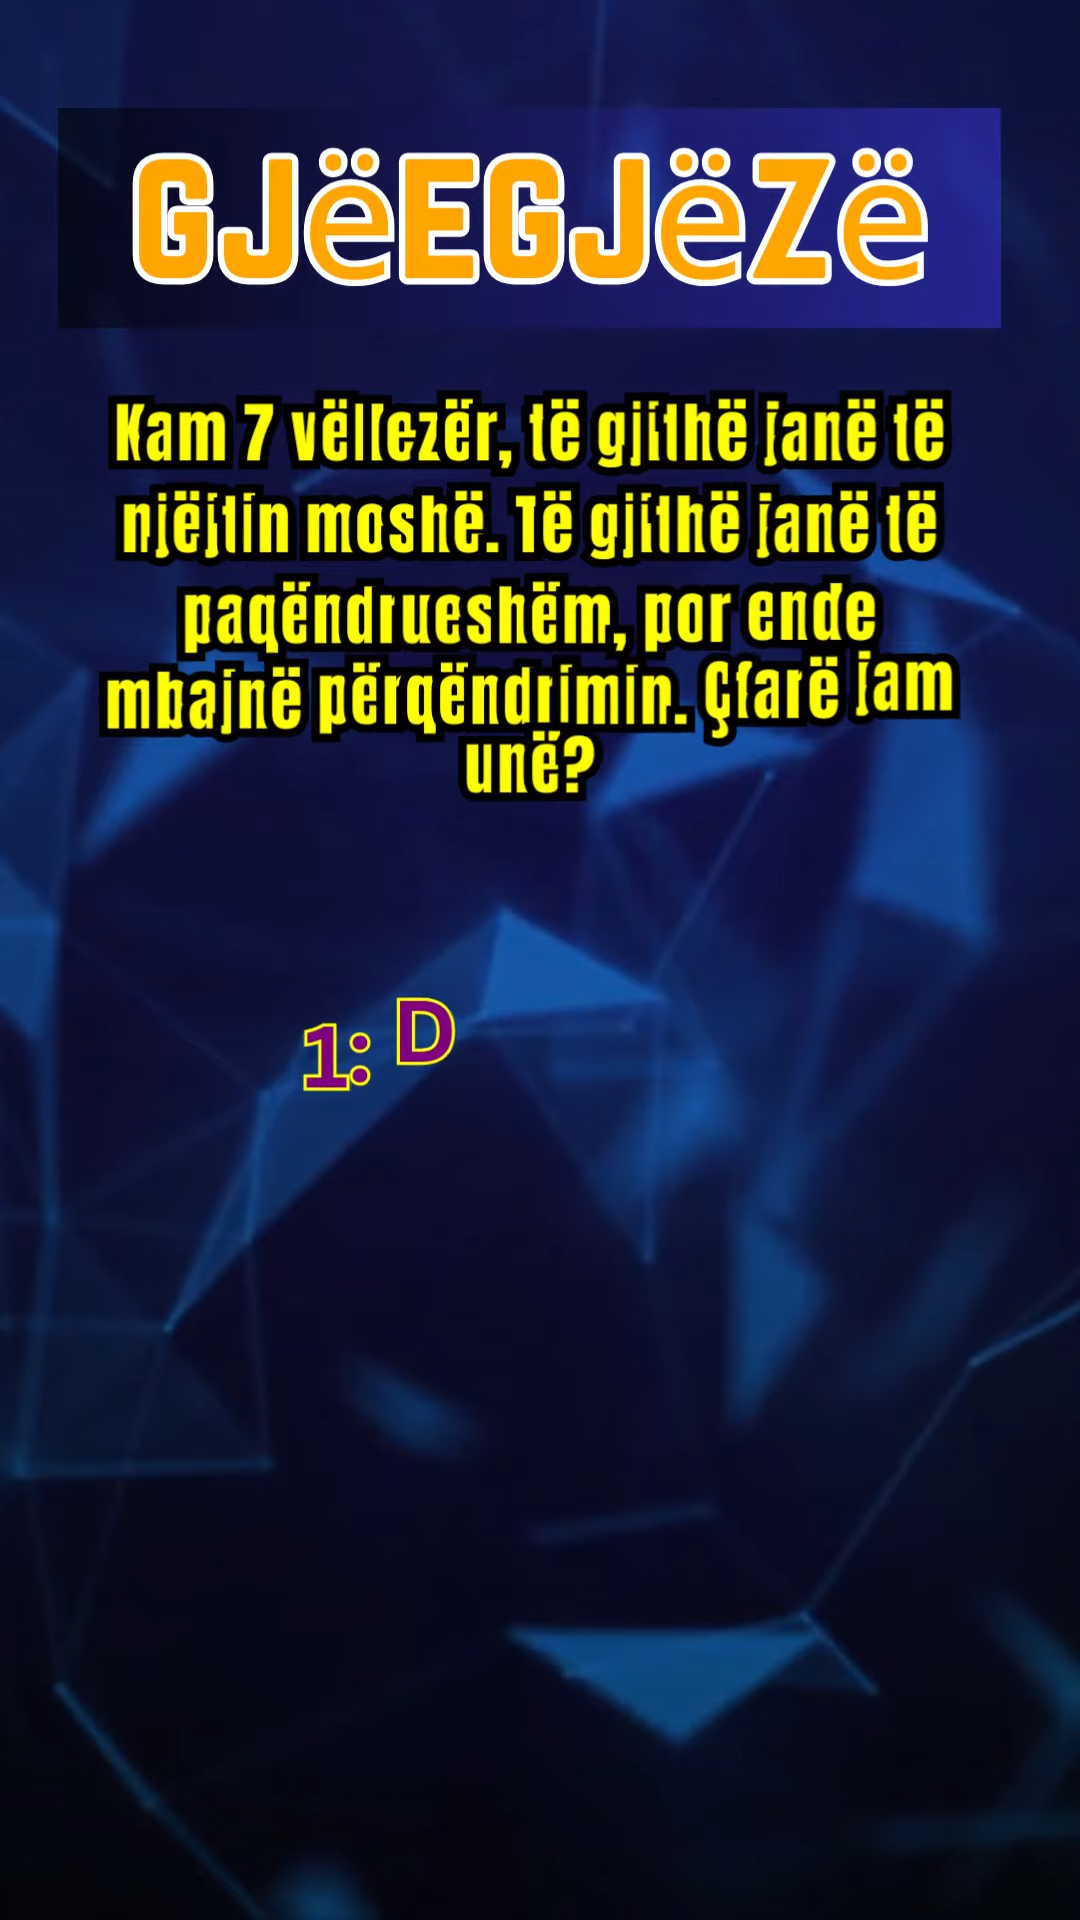 GJëEGJëZë
Kam 7 vëllezër, të gjithë janë të
njëjtin moshë. Të gjithë janë të
paqëndrueshëm, por ende
mbajnë përqëndrimin. Çfarë jam
unë?
1: D